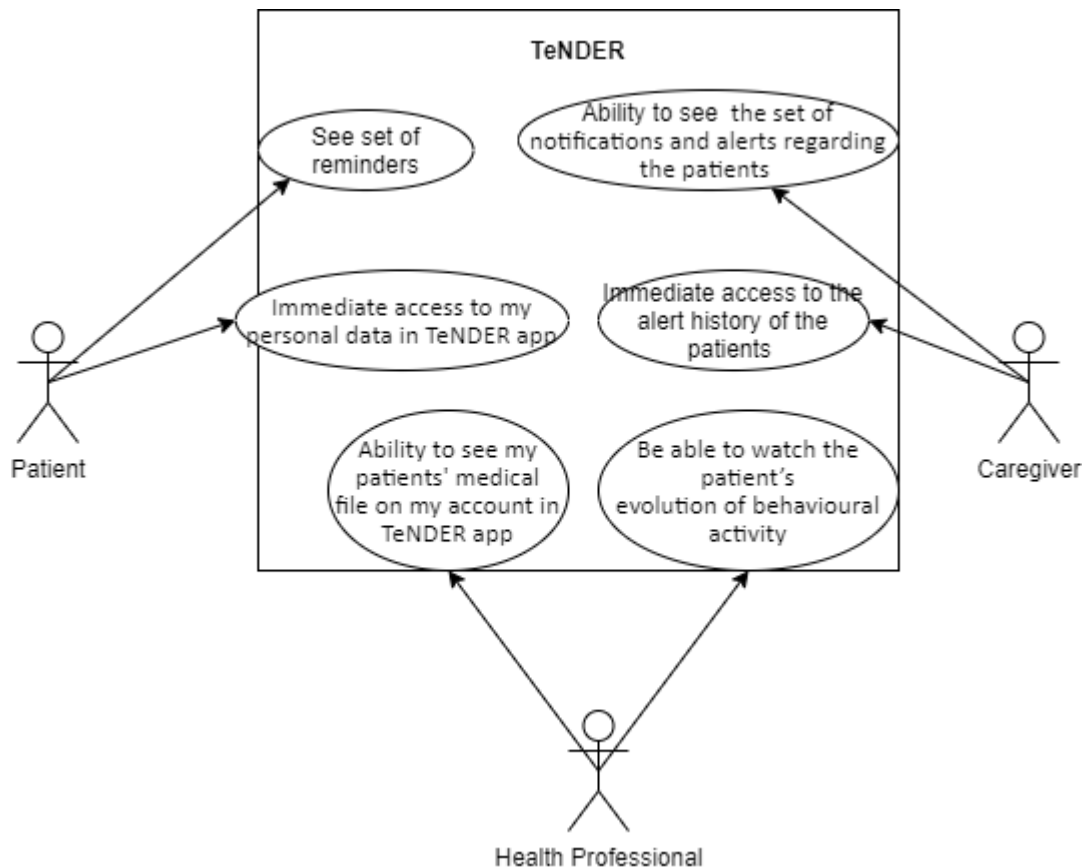 TeNDER
See set of
reminders
Ability to see the set of
notifications and alerts regarding
the patients
Immediate access to my
personal data in TeNDER app
Immediate access to the
alert history of the
patients
Patient
Caregiver
Ability to see my
patients' medical
file on my account in
TeNDER app
Be able to watch the
patient’s
evolution of behavioural
activity
Health Professional